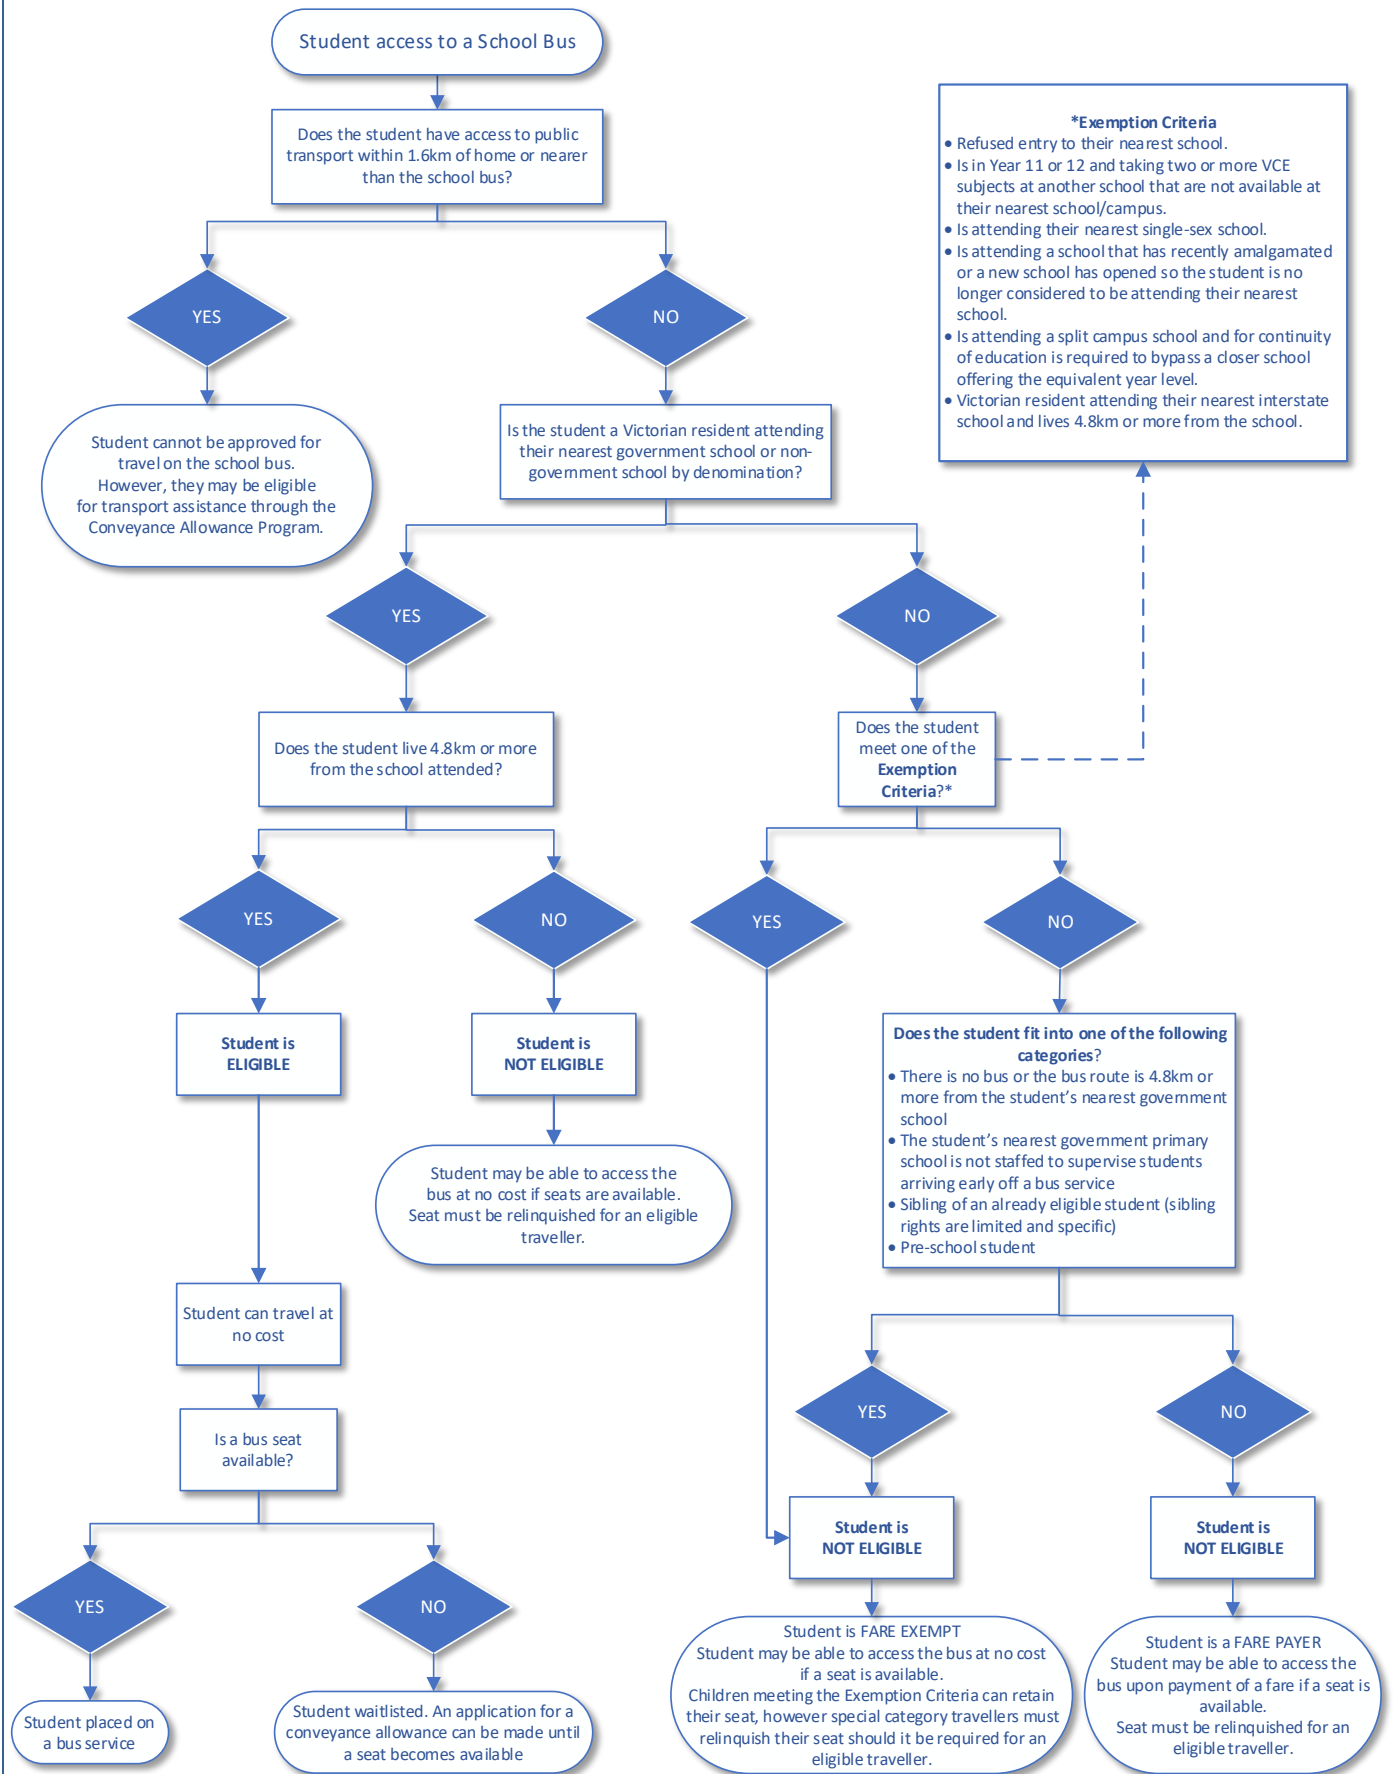 Student access to a School Bus
Does the student have access to public
transport within 1.6km of home or nearer
than the school bus?
*Exemption Criteria
• Refused entry to their nearest school.
• Is in Year 11 or 12 and taking two or more VCE
subjects at another school that are not available at
their nearest school/campus.
• Is attending their nearest single-sex school.
• Is attending a school that has recently amalgamated
or a new school has opened so the student is no
longer considered to be attending their nearest
school.
• Is attending a split campus school and for continuity
of education is required to bypass a closer school
offering the equivalent year level.
• Victorian resident attending their nearest interstate
school and lives 4.8km or more from the school.
YES
NO
Student cannot be approved for
travel on the school bus.
However, they may be eligible
for transport assistance through the
Conveyance Allowance Program.
Is the student a Victorian resident attending
their nearest government school or non-
government school by denomination?
YES
NO
Does the student live 4.8km or more
from the school attended?
Does the student
meet one of the
Exemption
Criteria?*
YES
NO
YES
NO
Student is
ELIGIBLE
Student is
NOT ELIGIBLE
Does the student fit into one of the following
categories?
• There is no bus or the bus route is 4.8km or
more from the student's nearest government
school
• The student's nearest government primary
school is not staffed to supervise students
arriving early off a bus service
• Sibling of an already eligible student (sibling
rights are limited and specific)
• Pre-school student
Student may be able to access the
bus at no cost if seats are available.
Seat must be relinquished for an eligible
traveller.
Student can travel at
no cost
Is a bus seat
available?
YES
NO
Student is
NOT ELIGIBLE
Student is
NOT ELIGIBLE
YES
NO
Student placed on
a bus service
Student waitlisted. An application for a
conveyance allowance can be made until
a seat becomes available
Student is FARE EXEMPT
Student may be able to access the bus at no cost
if a seat is available.
Children meeting the Exemption Criteria can retain
their seat, however special category travellers must
relinquish their seat should it be required for an
eligible traveller.
Student is a FARE PAYER
Student may be able to access the
bus upon payment of a fare if a seat is
available.
Seat must be relinquished for an
eligible traveller.